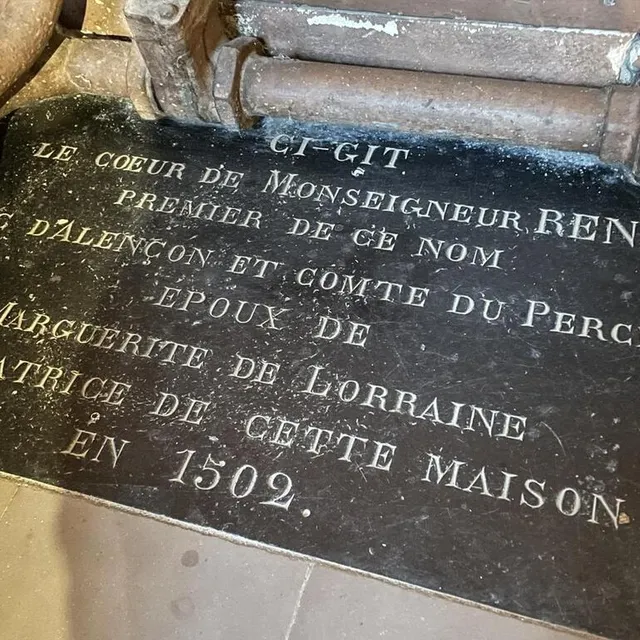 CI-GIT
LE COEUR DE MONSEIGNEUR REN
PREMIER DE CE NOM
C D'ALENÇON ET COMTE DU PERC
EPOUX DE
MARGUERITE DE LORRAINE
ATRICE DE CETTE MAISON
EN 1502.